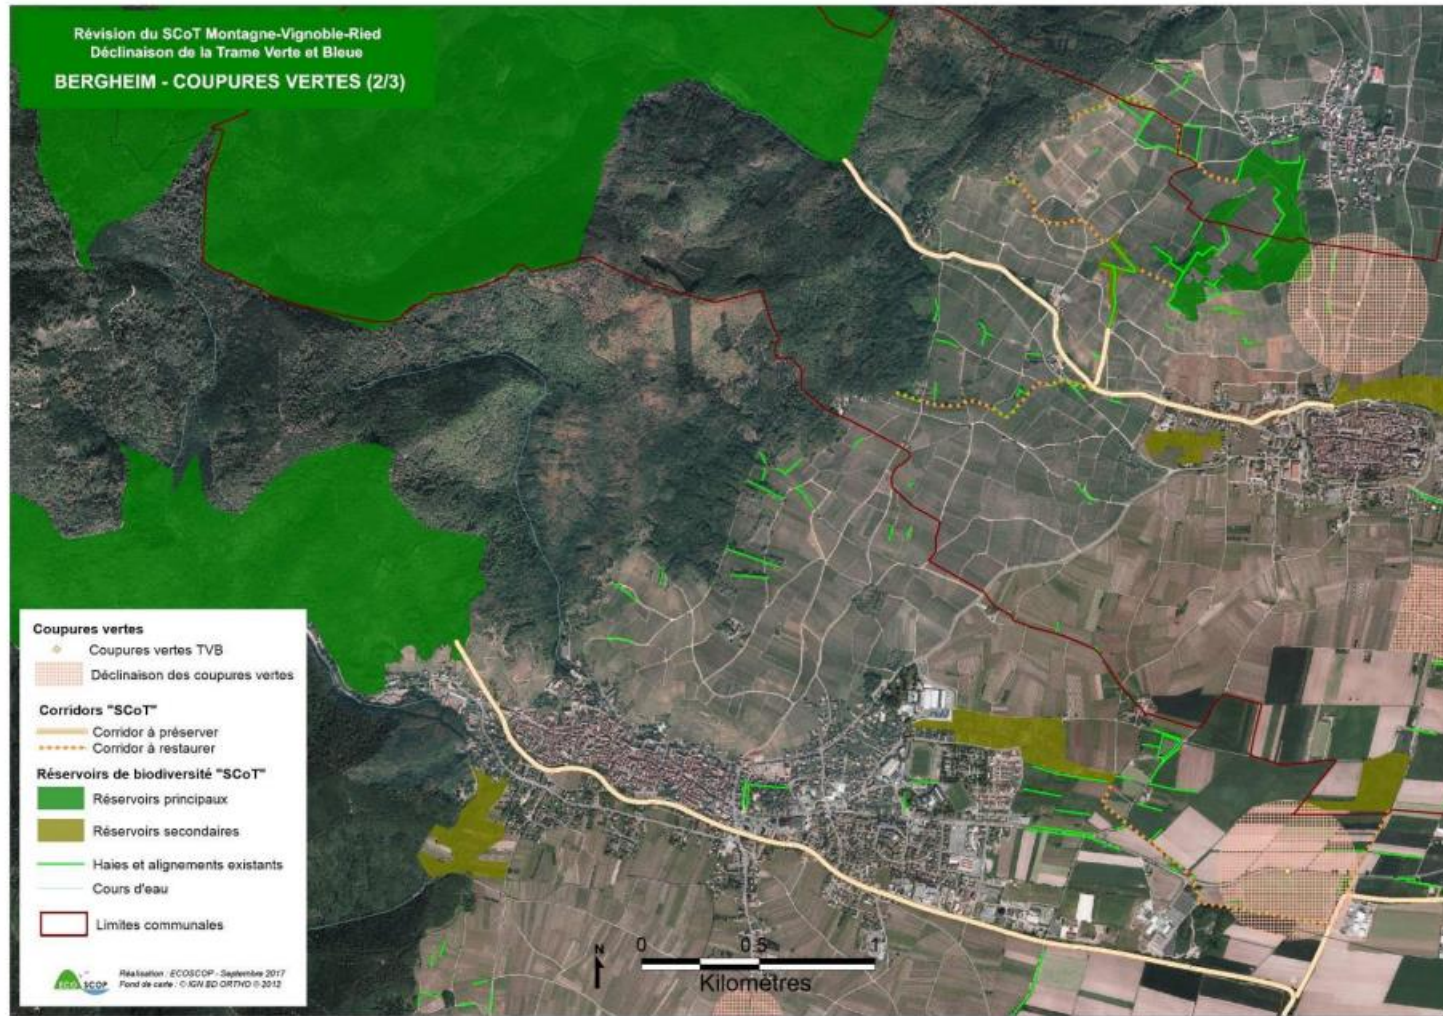 Révision du SCoT Montagne-Vignoble-Ried
Déclinaison de la Trame Verte et Bleue
BERGHEIM - COUPURES VERTES (2/3)
Coupures vertes
Coupures vertes TVB
Déclinaison des coupures vertes
Corridors "SCoT"
Corridor à préserver
Corridor à restaurer
Réservoirs de biodiversité "SCoT"
Réservoirs principaux
Réservoirs secondaires
Haies et alignements existants
Cours d'eau
Limites communales
ECO SCOP
Réalisation : ECOSCOP - Septembre 2017
Fond de carte : © IGN BD ORTHO ® 2012
N
0 0.5 1
Kilomètres